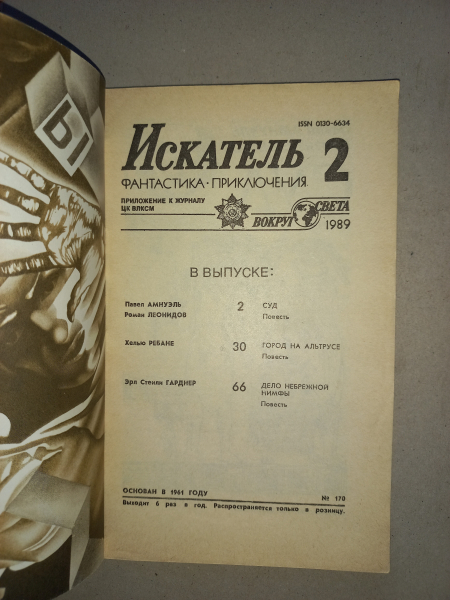 ISSN 0130-6634
ИСКАТЕЛЬ 2
ФАНТАСТИКА · ПРИКЛЮЧЕНИЯ
ПРИЛОЖЕНИЕ К ЖУРНАЛУ
ЦК ВЛКСМ
ВОКРУГ СВЕТА
1989
В ВЫПУСКЕ:
Павел АМНУЭЛЬ 2 СУД
Роман ЛЕОНИДОВ Повесть
Хелью РЕБАНЕ 30 ГОРОД НА АЛЬТРУСЕ
Повесть
Эрл Стенли ГАРДНЕР 66 ДЕЛО НЕБРЕЖНОЙ
НИМФЫ
Повесть
ОСНОВАН В 1961 ГОДУ № 170
Выходит 6 раз в год. Распространяется только в розницу.
Ы